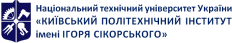 Національний технічний університет України
«КИЇВСЬКИЙ ПОЛІТЕХНІЧНИЙ ІНСТИТУТ
імені ІГОРЯ СІКОРСЬКОГО»